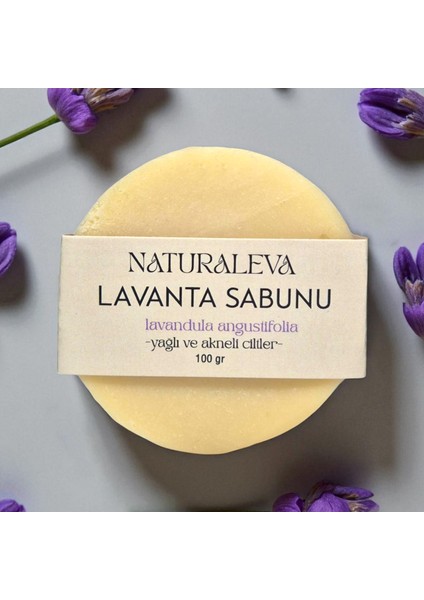 NATURALEVA
LAVANTA SABUNU
lavandula angustifolia
-yağlı ve akneli ciltler-
100 gr